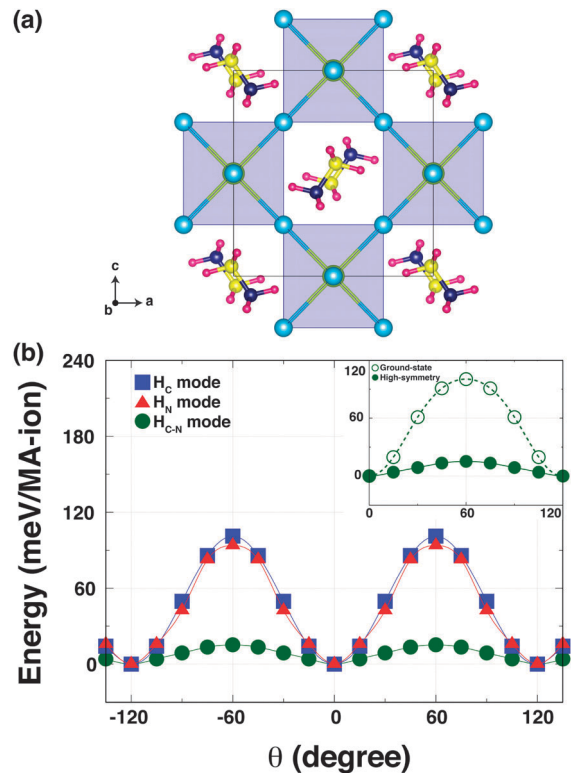 (a)
c
b
a
(b)
Energy (meV/MA-ion)
240
180
120
60
0
-120
-60
0
60
120
θ (degree)
H_C mode
H_N mode
H_C-N mode
120
60
0
0
60
120
Ground-state
High-symmetry